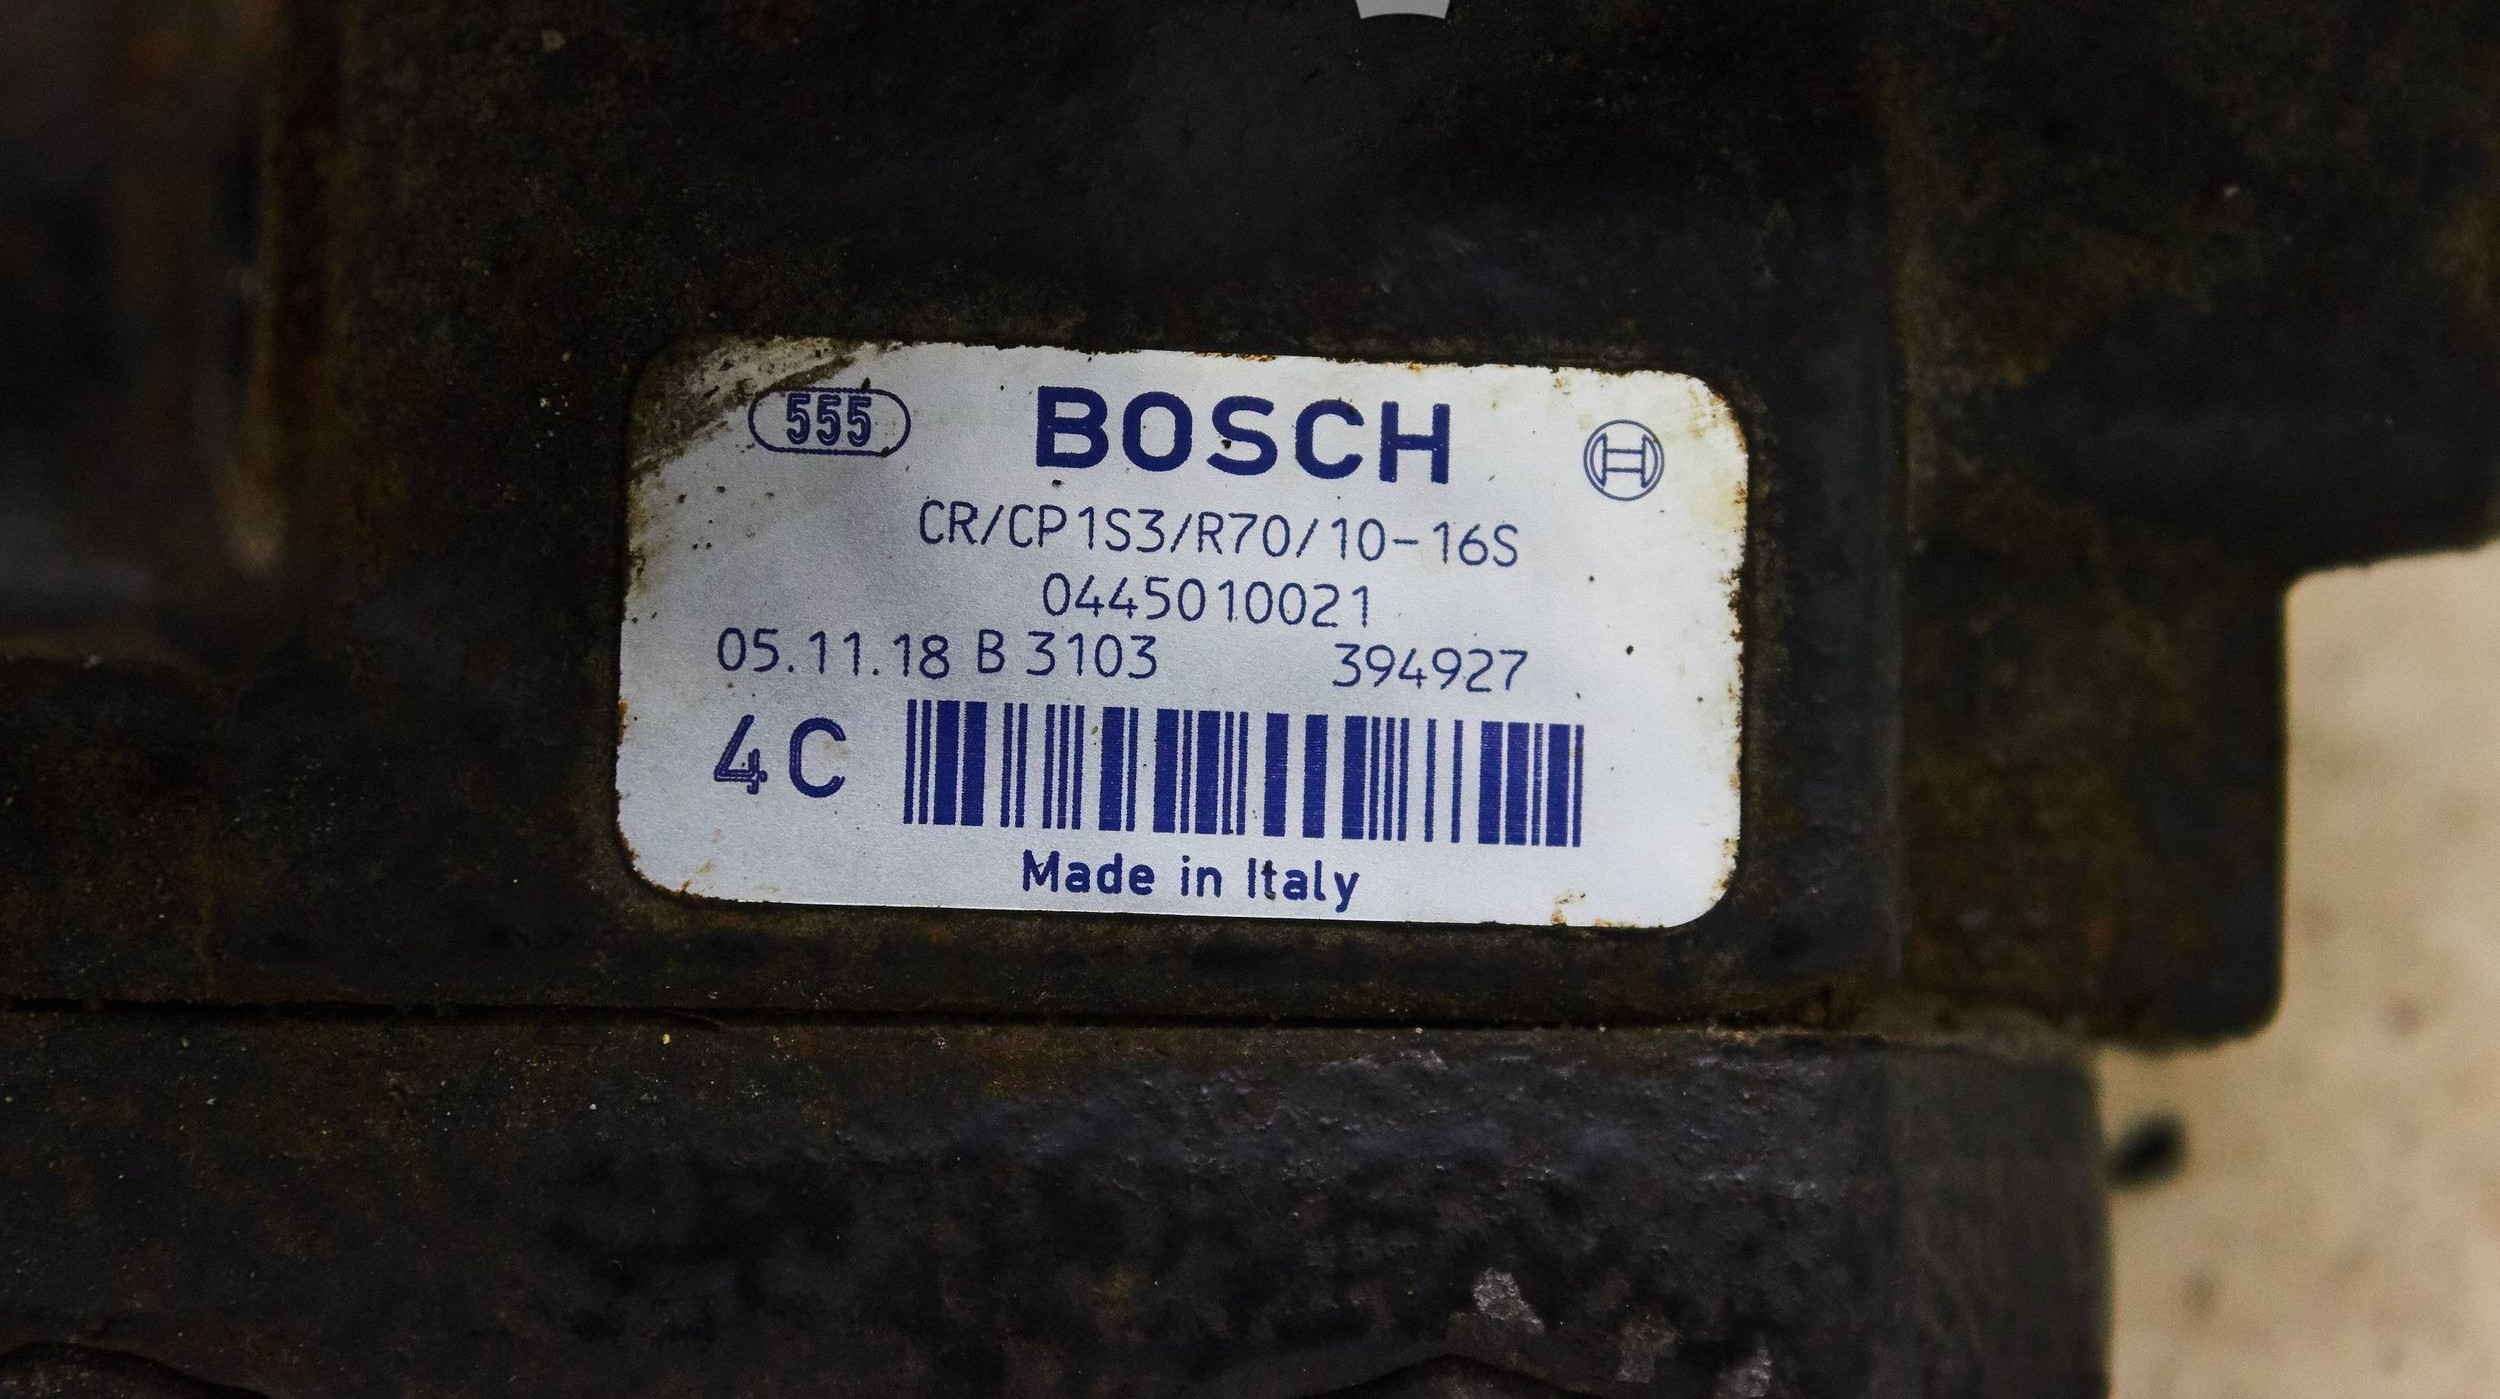 555 BOSCH
CR/CP1S3/R70/10-16S
0445010021
05.11.18 B 3103 394927
4C
Made in Italy